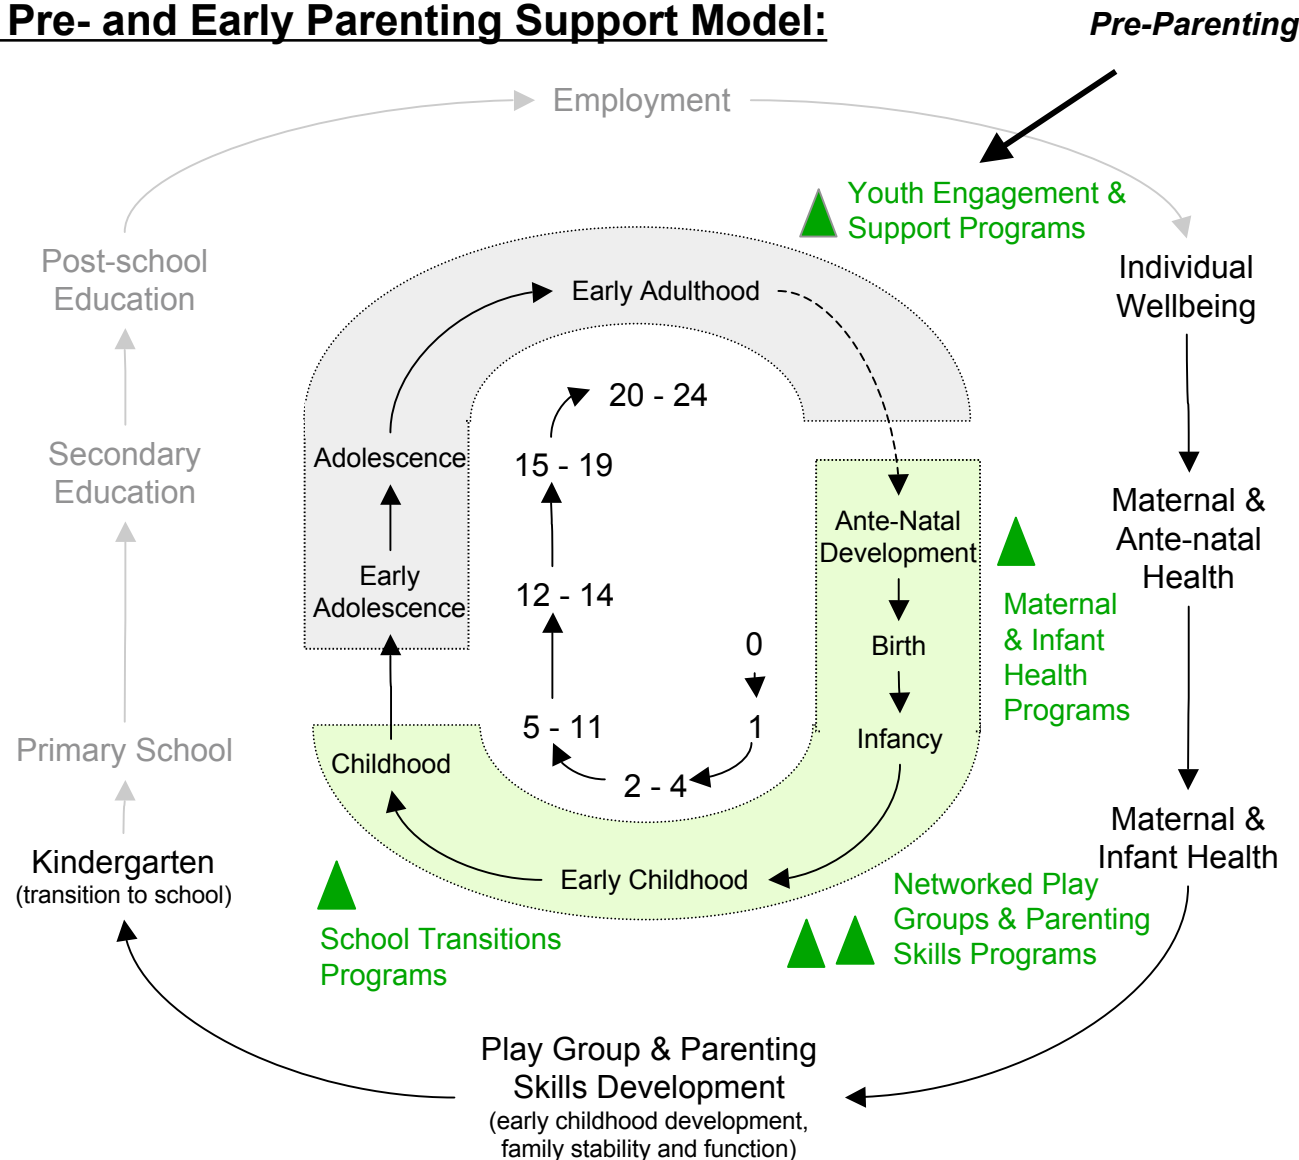 Pre- and Early Parenting Support Model:
Pre-Parenting
Employment
Youth Engagement &
Support Programs
Post-school
Education
Individual
Wellbeing
Early Adulthood
20 - 24
Adolescence
15 - 19
Secondary
Education
Maternal &
Ante-natal
Health
Ante-Natal
Development
Early
Adolescence
12 - 14
Maternal
& Infant
Health
Programs
0
Birth
5 - 11
1
Infancy
Primary School
Childhood
2 - 4
Maternal &
Infant Health
Kindergarten
(transition to school)
Early Childhood
Networked Play
Groups & Parenting
Skills Programs
School Transitions
Programs
Play Group & Parenting
Skills Development
(early childhood development,
family stability and function)